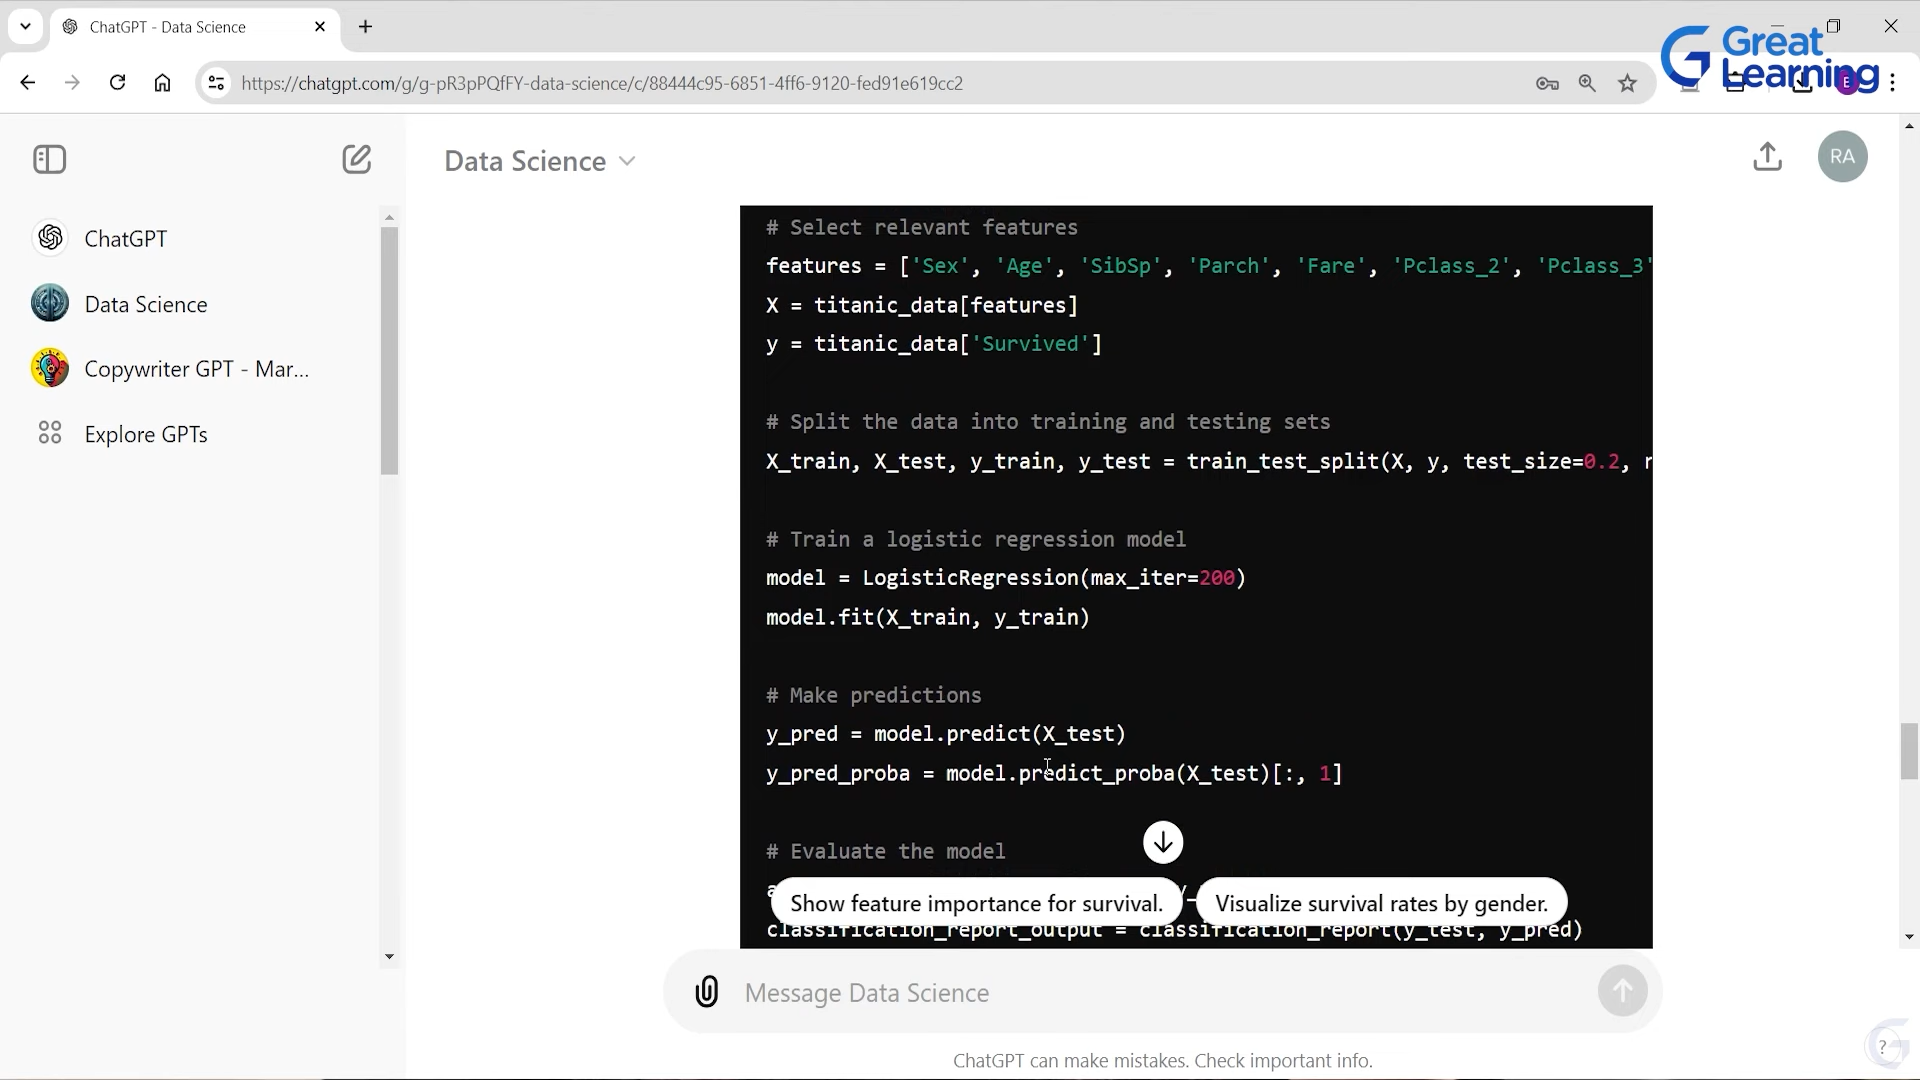 ChatGPT - Data Science
Great
Learning
https://chatgpt.com/g/g-pR3pPQfFY-data-science/c/88444c95-6851-4ff6-9120-fed91e619cc2
E
Data Science
RA
ChatGPT
Data Science
Copywriter GPT - Mar...
Explore GPTs
# Select relevant features
features = ['Sex', 'Age', 'SibSp', 'Parch', 'Fare', 'Pclass_2', 'Pclass_3'
X = titanic_data[features]
y = titanic_data['Survived']
# Split the data into training and testing sets
X_train, X_test, y_train, y_test = train_test_split(X, y, test_size=0.2, r
# Train a logistic regression model
model = LogisticRegression(max_iter=200)
model.fit(X_train, y_train)
# Make predictions
y_pred = model.predict(X_test)
y_pred_proba = model.predict_proba(X_test)[:, 1]
# Evaluate the model
Show feature importance for survival.
Visualize survival rates by gender.
classification_report_output = classification_report(y_test, y_pred)
Message Data Science
ChatGPT can make mistakes. Check important info.
?